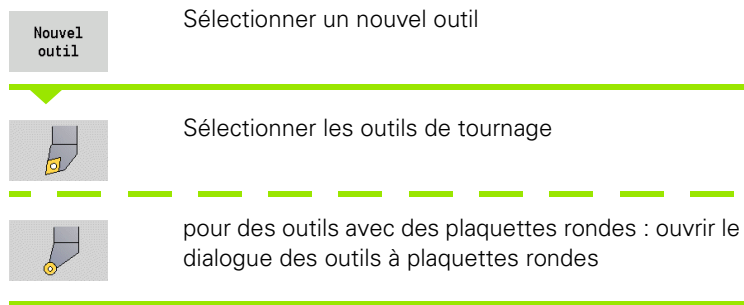 Nouvel
outil
Sélectionner un nouvel outil
Sélectionner les outils de tournage
pour des outils avec des plaquettes rondes : ouvrir le
dialogue des outils à plaquettes rondes